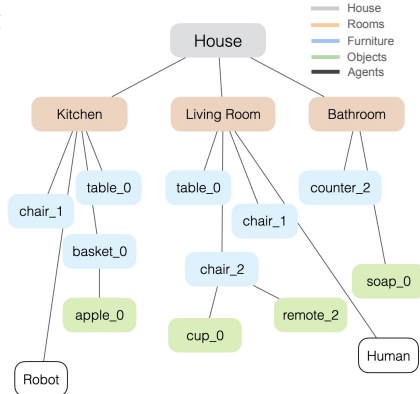 House
Rooms
Furniture
Objects
Agents
House
Kitchen
Living Room
Bathroom
table_0
table_0
counter_2
chair_1
chair_1
basket_0
chair_2
soap_0
apple_0
remote_2
cup_0
Human
Robot